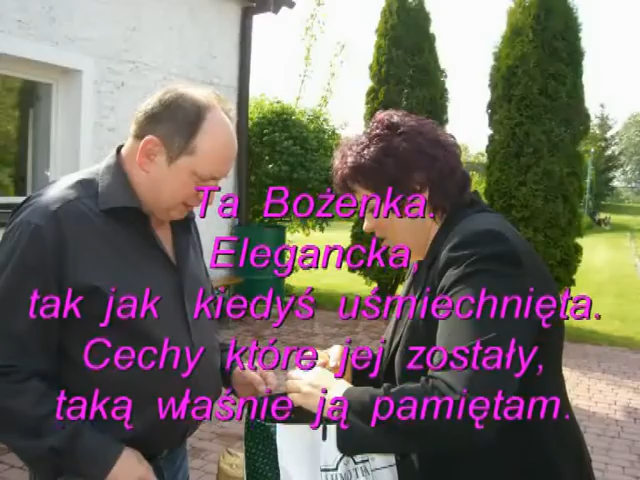 Ta Bożenka.
Elegancka,
tak jak kiedyś uśmiechnięta.
Cechy które jej zostały,
taką właśnie ją pamiętam.